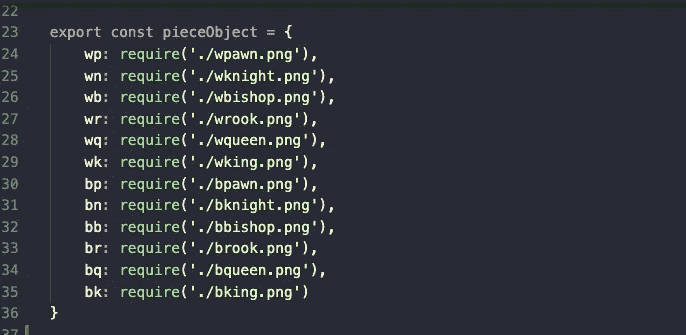 22
23 export const pieceObject = {
24 wp: require('./wpawn.png'),
25 wn: require('./wknight.png'),
26 wb: require('./wbishop.png'),
27 wr: require('./wrook.png'),
28 wq: require('./wqueen.png'),
29 wk: require('./wking.png'),
30 bp: require('./bpawn.png'),
31 bn: require('./bknight.png'),
32 bb: require('./bbishop.png'),
33 br: require('./brook.png'),
34 bq: require('./bqueen.png'),
35 bk: require('./bking.png')
36 }
37